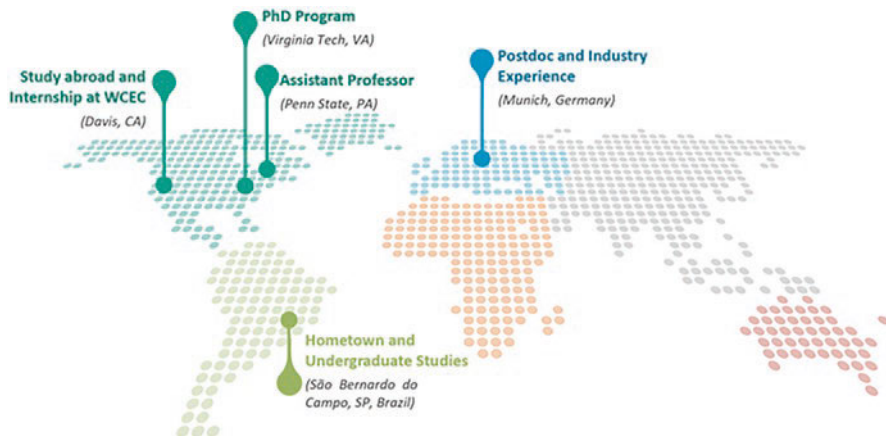 PhD Program
(Virginia Tech, VA)
Study abroad and
Internship at WCEC
(Davis, CA)
Assistant Professor
(Penn State, PA)
Postdoc and Industry
Experience
(Munich, Germany)
Hometown and
Undergraduate Studies
(São Bernardo do
Campo, SP, Brazil)